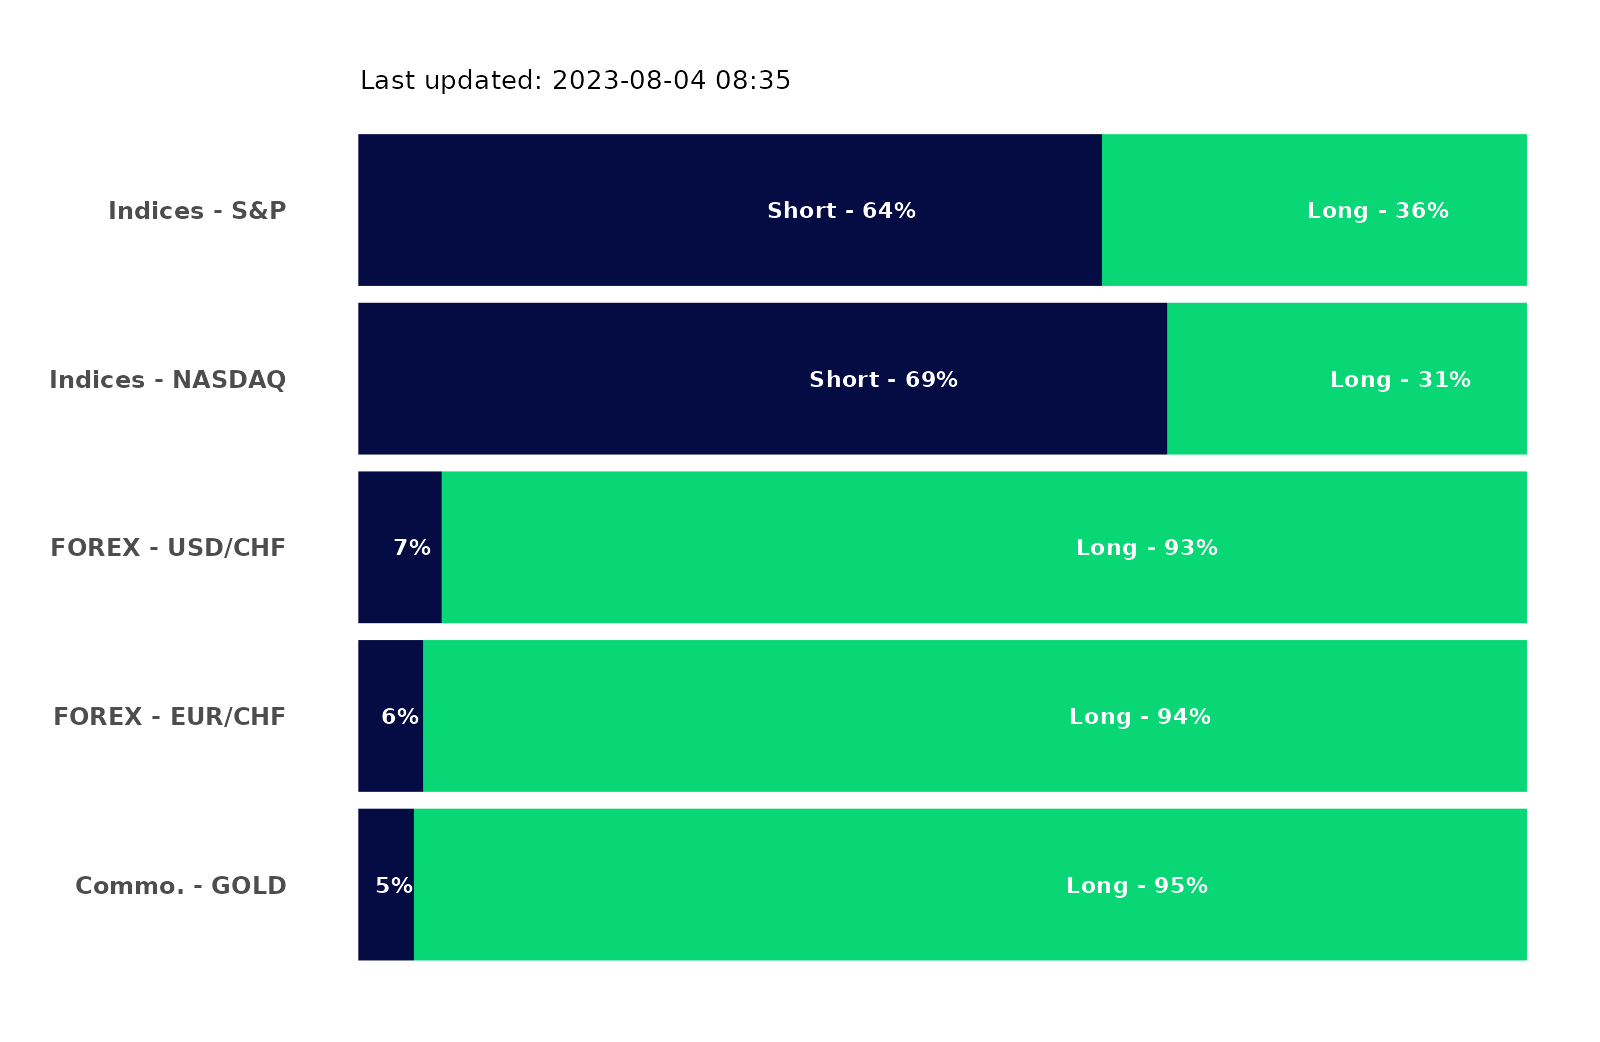 Last updated: 2023-08-04 08:35
Indices - S&P Short - 64% Long - 36%
Indices - NASDAQ Short - 69% Long - 31%
FOREX - USD/CHF 7% Long - 93%
FOREX - EUR/CHF 6% Long - 94%
Commo. - GOLD 5% Long - 95%